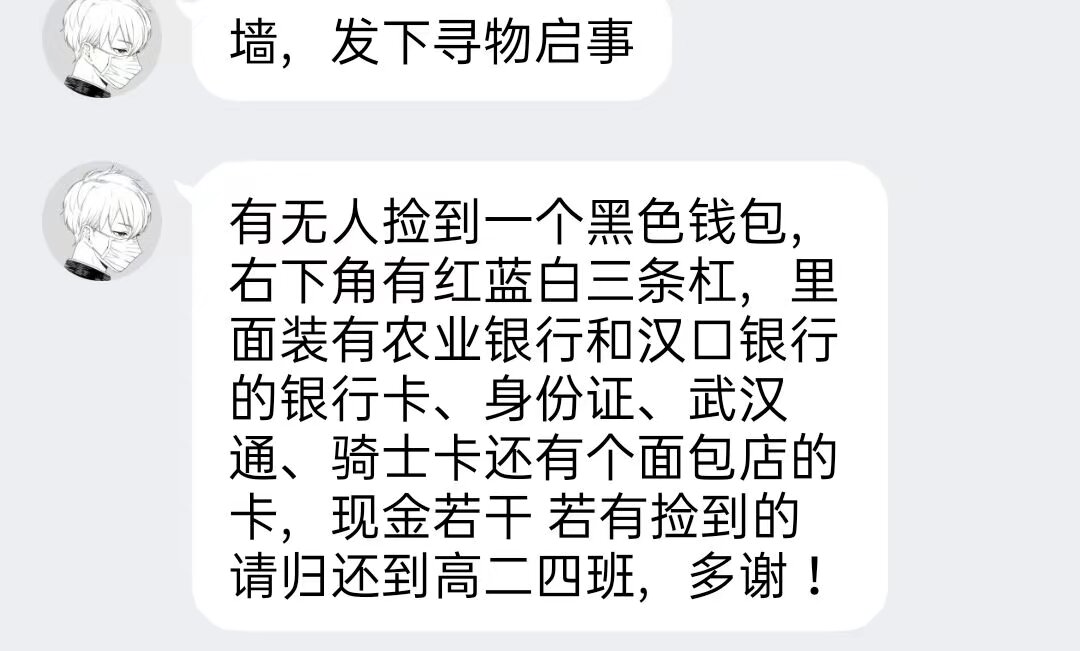 墙，发下寻物启事
有无人捡到一个黑色钱包，
右下角有红蓝白三条杠，里
面装有农业银行和汉口银行
的银行卡、身份证、武汉
通、骑士卡还有个面包店的
卡，现金若干 若有捡到的
请归还到高二四班，多谢！